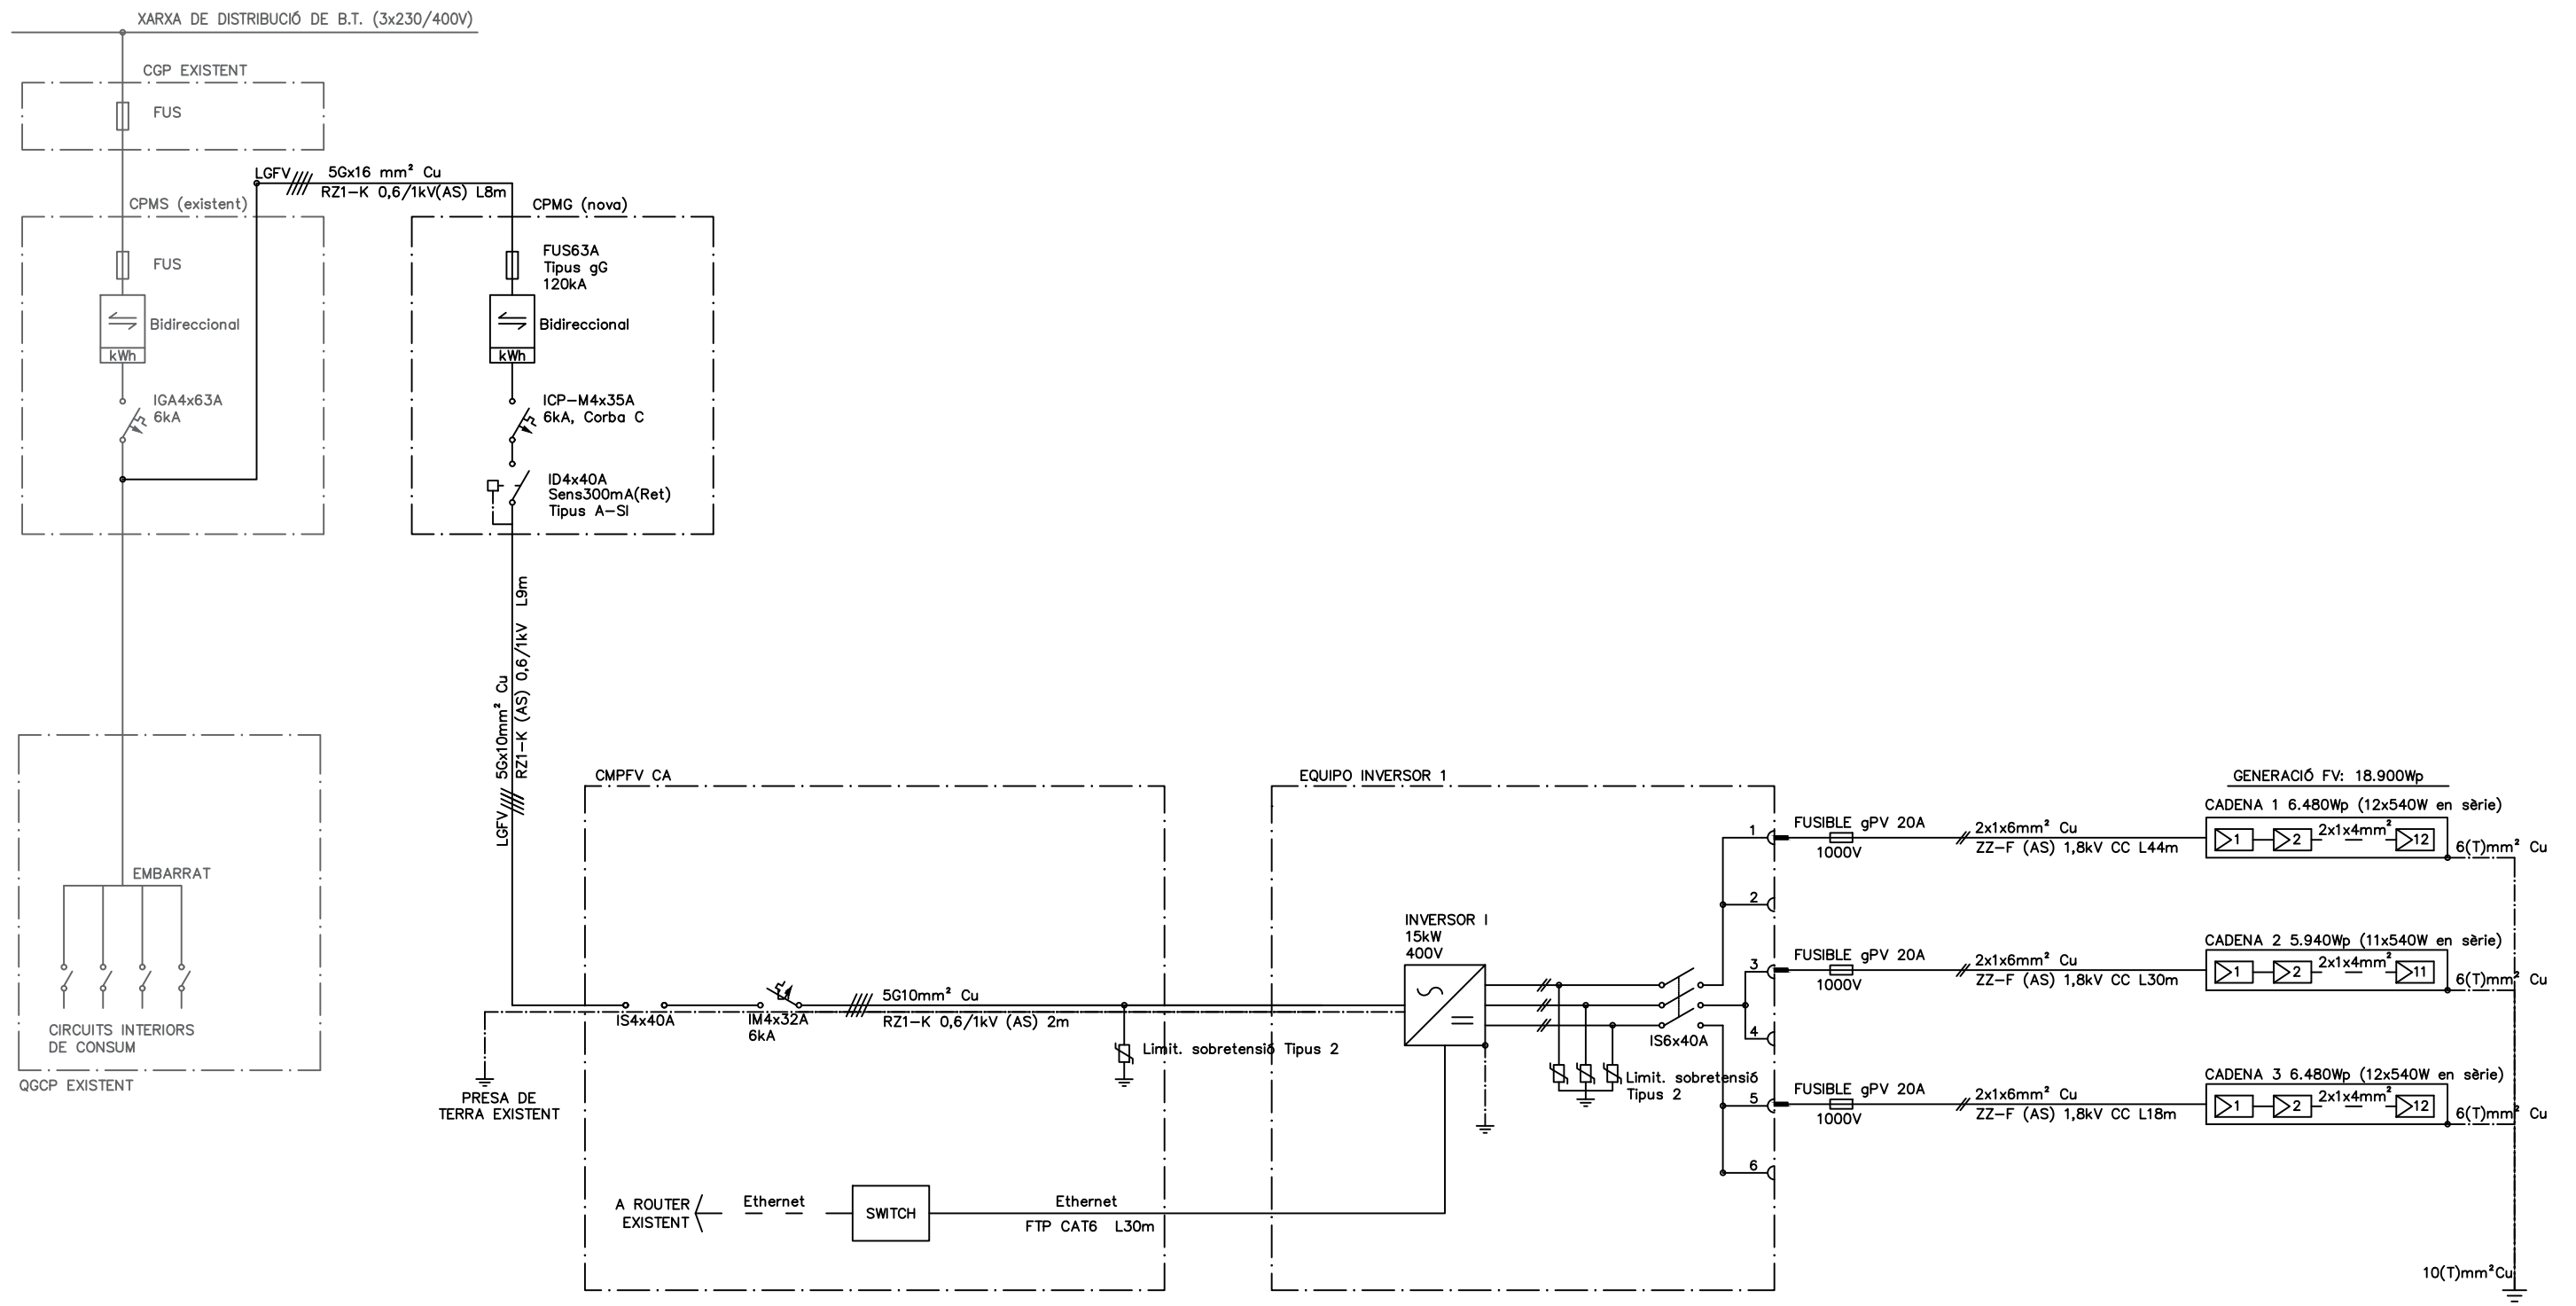 XARXA DE DISTRIBUCIÓ DE B.T. (3x230/400V)
CGP EXISTENT
FUS
LGFV
5Gx16 mm² Cu
RZ1-K 0,6/1kV(AS) L8m
CPMS (existent)
FUS
Bidireccional
kWh
IGA4x63A
6kA
CPMG (nova)
FUS63A
Tipus gG
120kA
Bidireccional
kWh
ICP-M4x35A
6kA, Corba C
ID4x40A
Sens300mA(Ret)
Tipus A-SI
LGFV
5Gx10mm² Cu
RZ1-K (AS) 0,6/1kV L9m
EMBARRAT
CIRCUITS INTERIORS
DE CONSUM
QGCP EXISTENT
PRESA DE
TERRA EXISTENT
CMPFV CA
IS4x40A
IM4x32A
6kA
5G10mm² Cu
RZ1-K 0,6/1kV (AS) 2m
Limit. sobretensió Tipus 2
A ROUTER
EXISTENT
Ethernet
SWITCH
Ethernet
FTP CAT6 L30m
EQUIPO INVERSOR 1
INVERSOR I
15kW
400V
IS6x40A
Limit. sobretensió
Tipus 2
1
2
3
4
5
6
FUSIBLE gPV 20A
1000V
2x1x6mm² Cu
ZZ-F (AS) 1,8kV CC L44m
FUSIBLE gPV 20A
1000V
2x1x6mm² Cu
ZZ-F (AS) 1,8kV CC L30m
FUSIBLE gPV 20A
1000V
2x1x6mm² Cu
ZZ-F (AS) 1,8kV CC L18m
GENERACIÓ FV: 18.900Wp
CADENA 1 6.480Wp (12x540W en sèrie)
1 2 2x1x4mm² 12
6(T)mm² Cu
CADENA 2 5.940Wp (11x540W en sèrie)
1 2 2x1x4mm² 11
6(T)mm² Cu
CADENA 3 6.480Wp (12x540W en sèrie)
1 2 2x1x4mm² 12
6(T)mm² Cu
10(T)mm²Cu